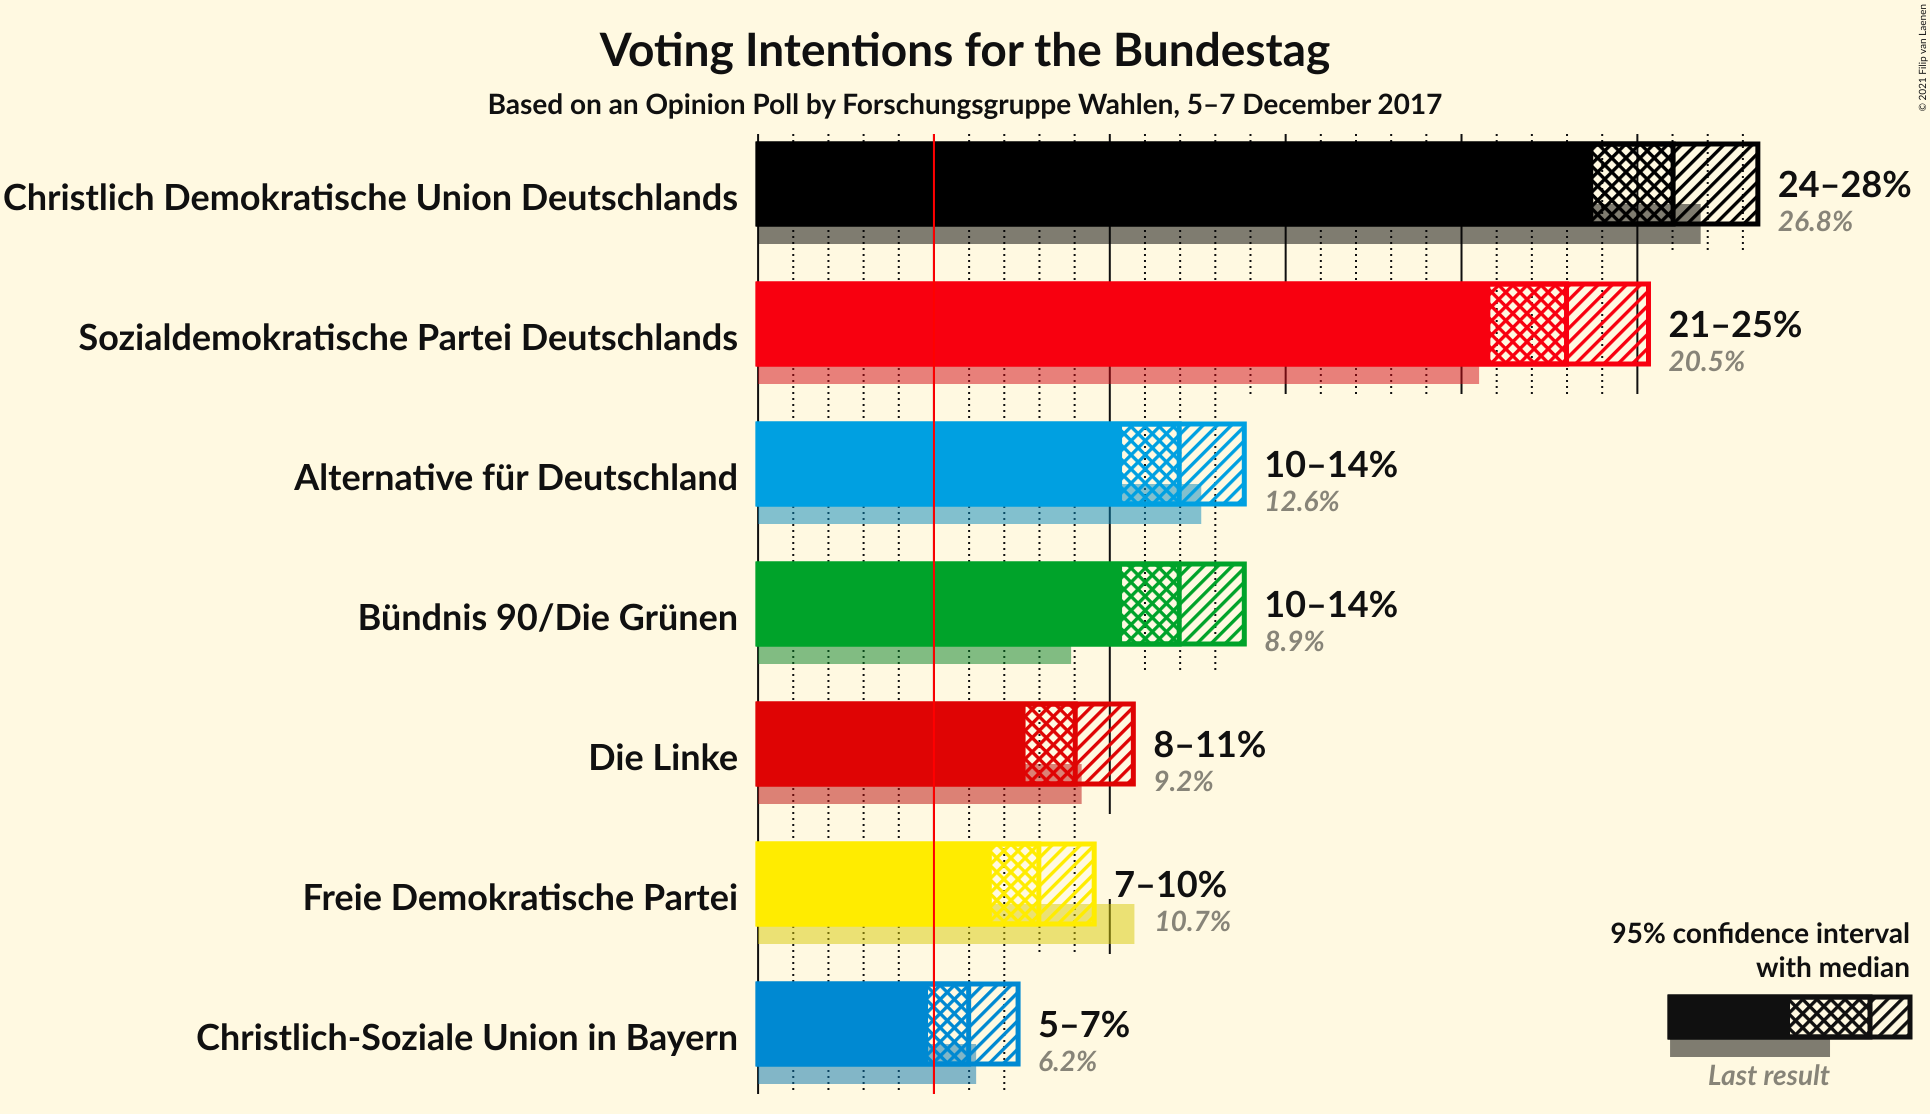 Voting Intentions for the Bundestag
Based on an Opinion Poll by Forschungsgruppe Wahlen, 5–7 December 2017
© 2021 Filip van Laenen
Christlich Demokratische Union Deutschlands
24–28%
26.8%
Sozialdemokratische Partei Deutschlands
21–25%
20.5%
Alternative für Deutschland
10–14%
12.6%
Bündnis 90/Die Grünen
10–14%
8.9%
Die Linke
8–11%
9.2%
Freie Demokratische Partei
7–10%
10.7%
Christlich-Soziale Union in Bayern
5–7%
6.2%
95% confidence interval
with median
Last result